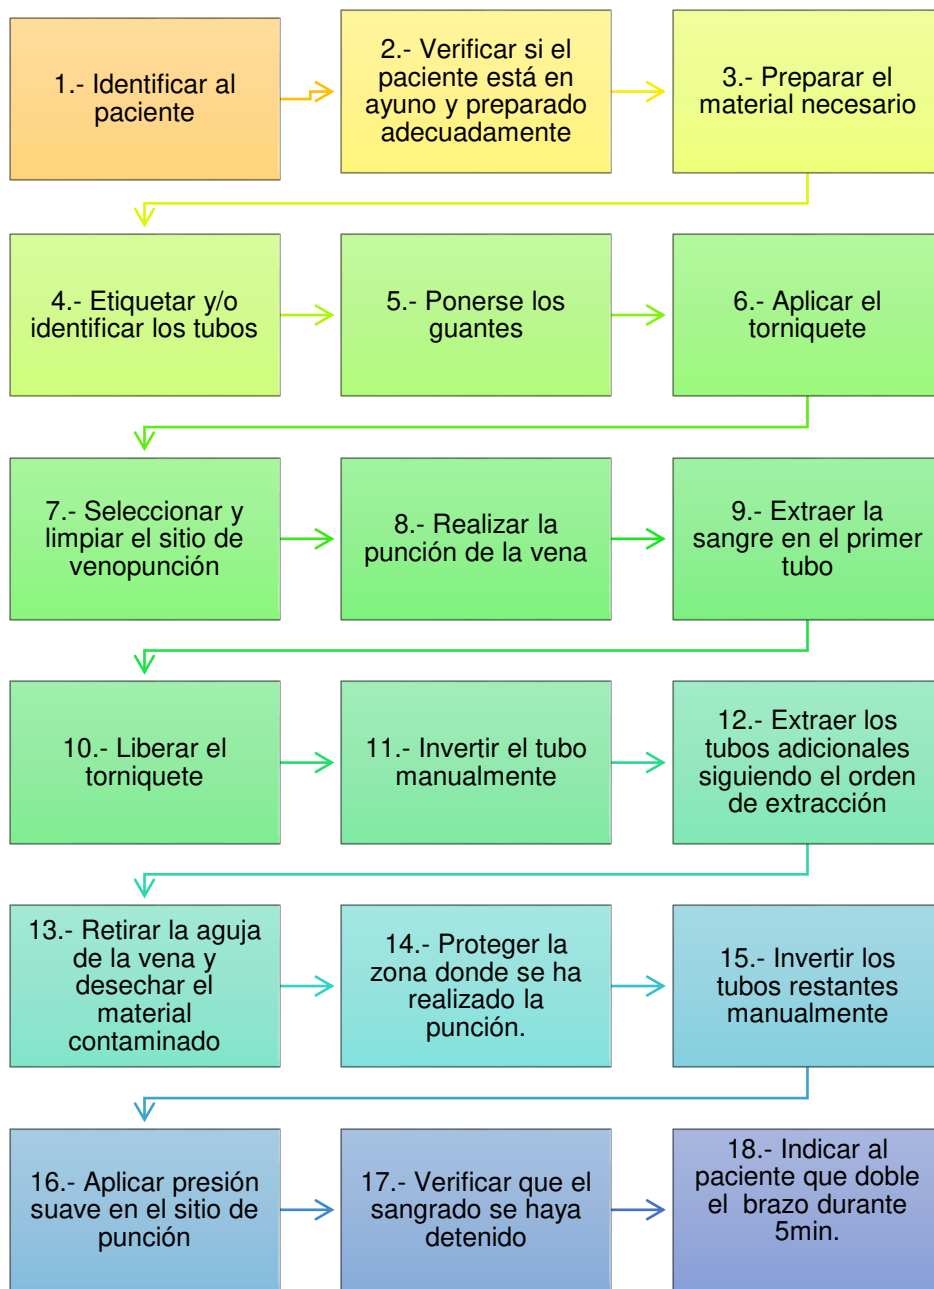 1.- Identificar al
paciente
2.- Verificar si el
paciente está en
ayuno y preparado
adecuadamente
3.- Preparar el
material necesario
4.- Etiquetar y/o
identificar los tubos
5.- Ponerse los
guantes
6.- Aplicar el
torniquete
7.- Seleccionar y
limpiar el sitio de
venopunción
8.- Realizar la
punción de la vena
9.- Extraer la
sangre en el primer
tubo
10.- Liberar el
torniquete
11.- Invertir el tubo
manualmente
12.- Extraer los
tubos adicionales
siguiendo el orden
de extracción
13.- Retirar la aguja
de la vena y
desechar el
material
contaminado
14.- Proteger la
zona donde se ha
realizado la
punción.
15.- Invertir los
tubos restantes
manualmente
16.- Aplicar presión
suave en el sitio de
punción
17.- Verificar que el
sangrado se haya
detenido
18.- Indicar al
paciente que doble
el brazo durante
5min.